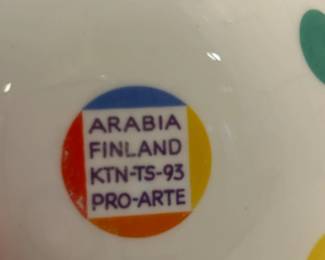 ARABIA
FINLAND
KTN-TS-93
PRO-ARTE